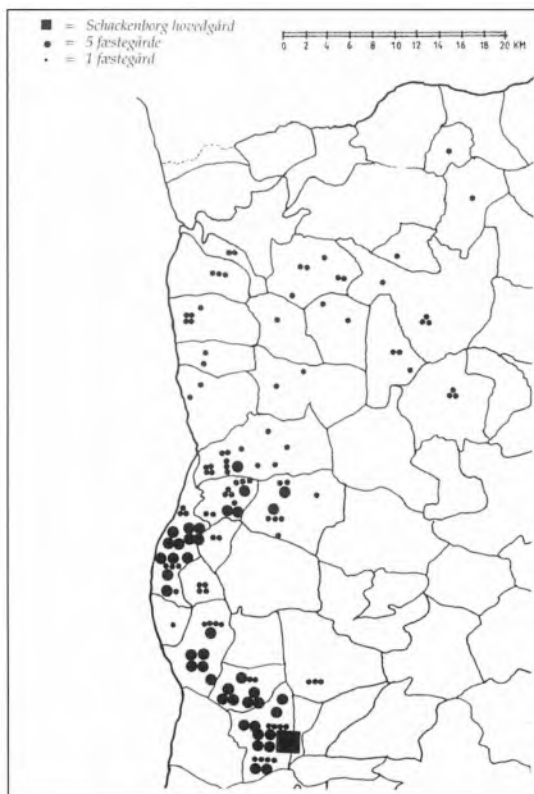 = Schackenborg hovedgård
= 5 fæstegårde
= 1 fæstegård
0 2 4 6 8 10 12 14 16 18 20 KM